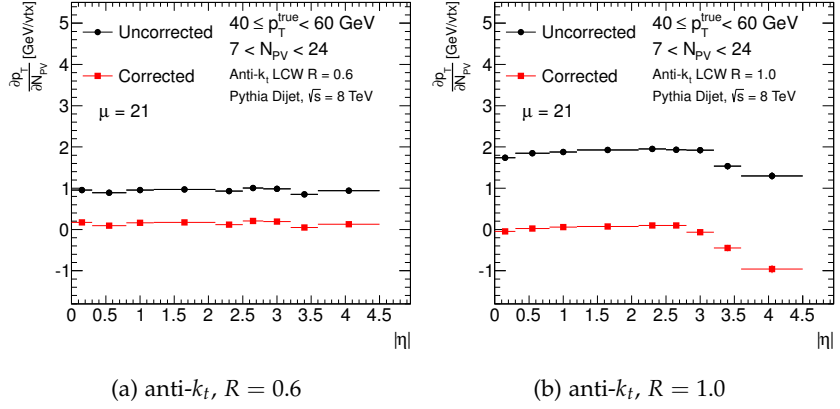 ∂p_T/∂N_PV [GeV/vtx]
5
4
3
2
1
0
-1
Uncorrected
Corrected
μ = 21
40 ≤ p_T^true < 60 GeV
7 < N_PV < 24
Anti-k_t LCW R = 0.6
Pythia Dijet, √s = 8 TeV
0 0.5 1 1.5 2 2.5 3 3.5 4 4.5
|η|
(a) anti-k_t, R = 0.6
∂p_T/∂N_PV [GeV/vtx]
5
4
3
2
1
0
-1
Uncorrected
Corrected
μ = 21
40 ≤ p_T^true < 60 GeV
7 < N_PV < 24
Anti-k_t LCW R = 1.0
Pythia Dijet, √s = 8 TeV
0 0.5 1 1.5 2 2.5 3 3.5 4 4.5
|η|
(b) anti-k_t, R = 1.0